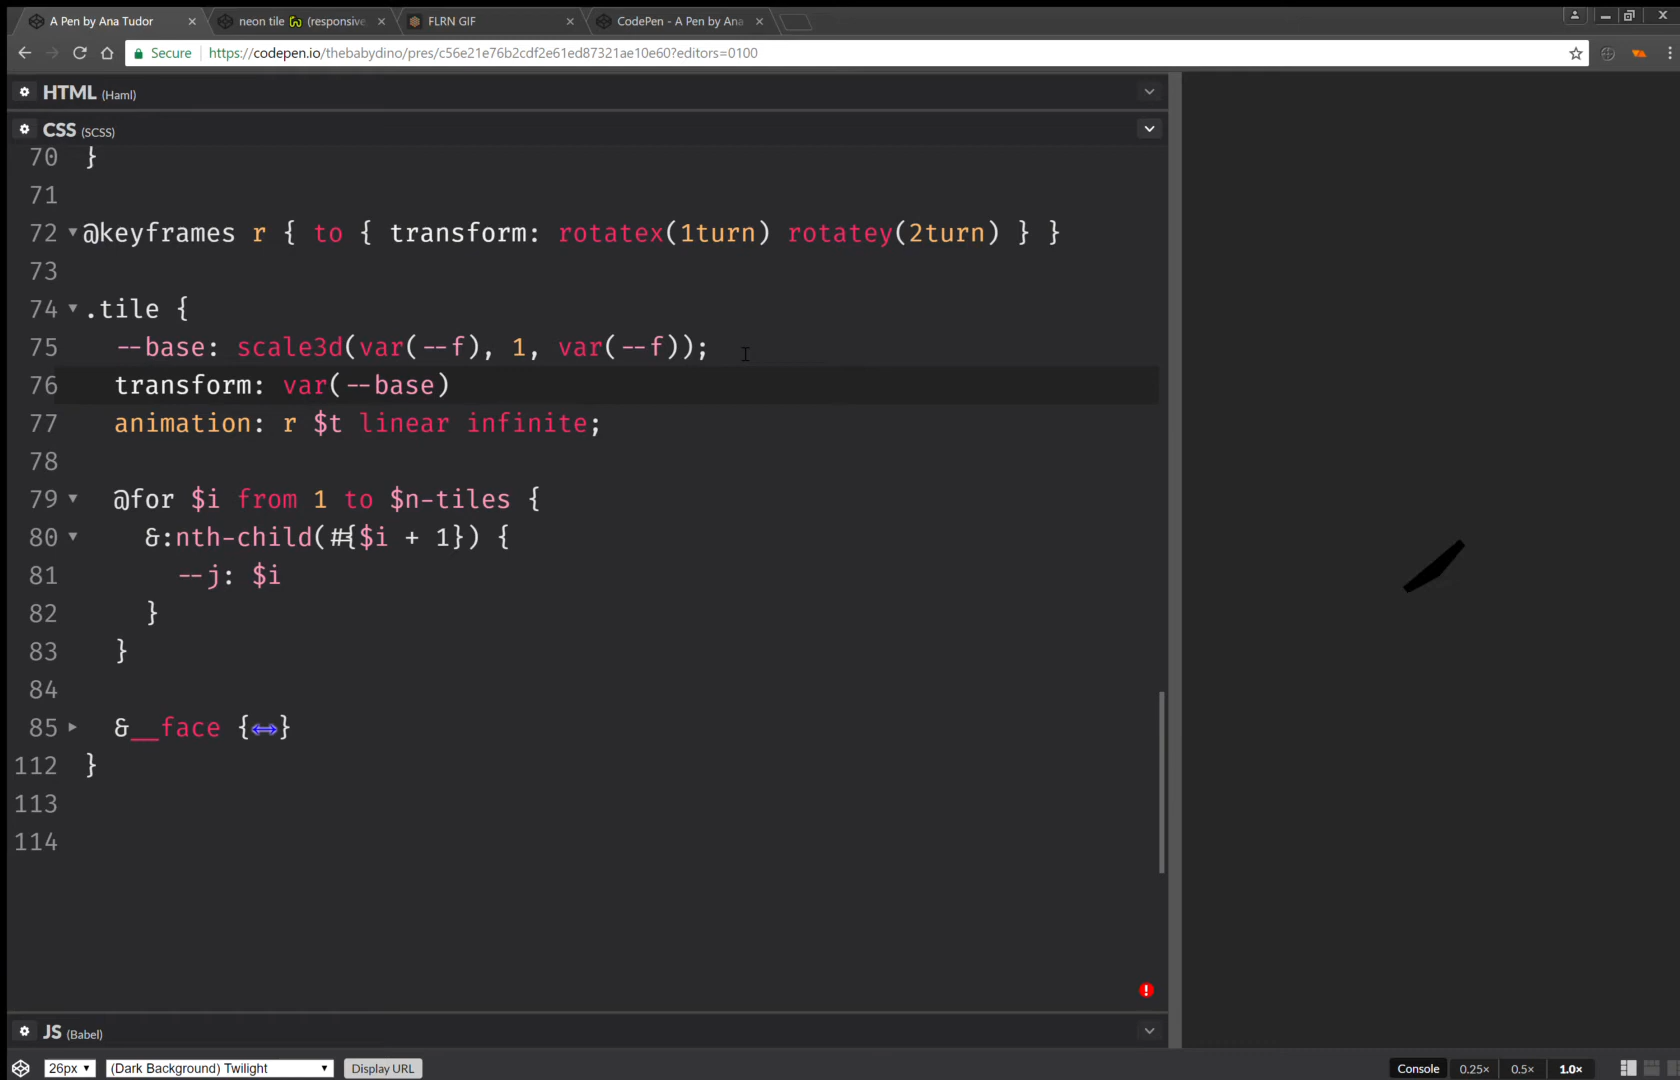 A Pen by Ana Tudor
neon tile (responsive
FLRN GIF
CodePen - A Pen by Ana
Secure https://codepen.io/thebabydino/pres/c56e21e76b2cdf2e61ed87321ae10e60?editors=0100
HTML (Haml)
CSS (SCSS)
70 }
71
72 @keyframes r { to { transform: rotatex(1turn) rotatey(2turn) } }
73
74 .tile {
75 --base: scale3d(var(--f), 1, var(--f));
76 transform: var(--base)
77 animation: r $t linear infinite;
78
79 @for $i from 1 to $n-tiles {
80 &:nth-child(#{$i + 1}) {
81 --j: $i
82 }
83 }
84
85 &__face {↔}
112 }
113
114
JS (Babel)
26px (Dark Background) Twilight Display URL Console 0.25× 0.5× 1.0×